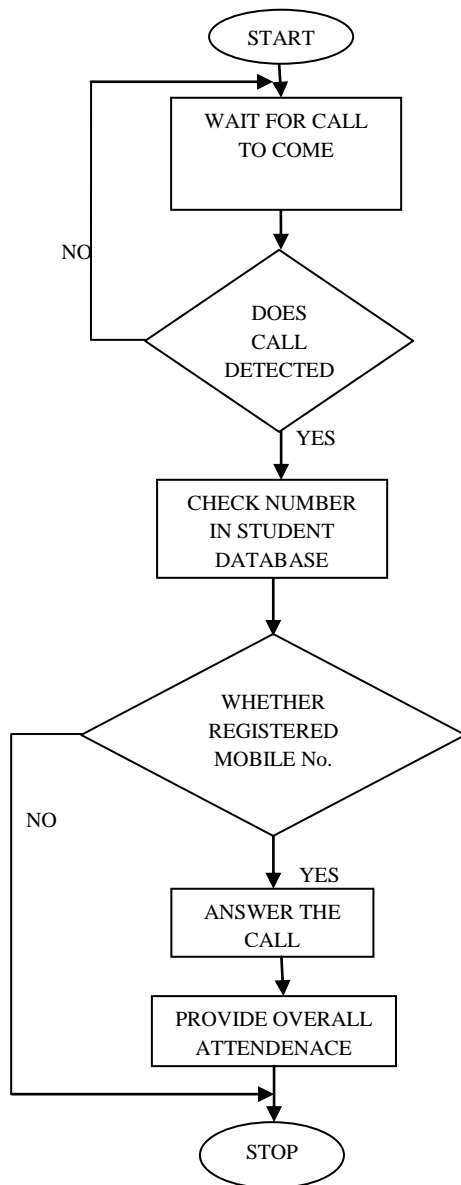 START
WAIT FOR CALL
TO COME
NO
DOES
CALL
DETECTED
YES
CHECK NUMBER
IN STUDENT
DATABASE
WHETHER
REGISTERED
MOBILE No.
NO
YES
ANSWER THE
CALL
PROVIDE OVERALL
ATTENDENACE
STOP